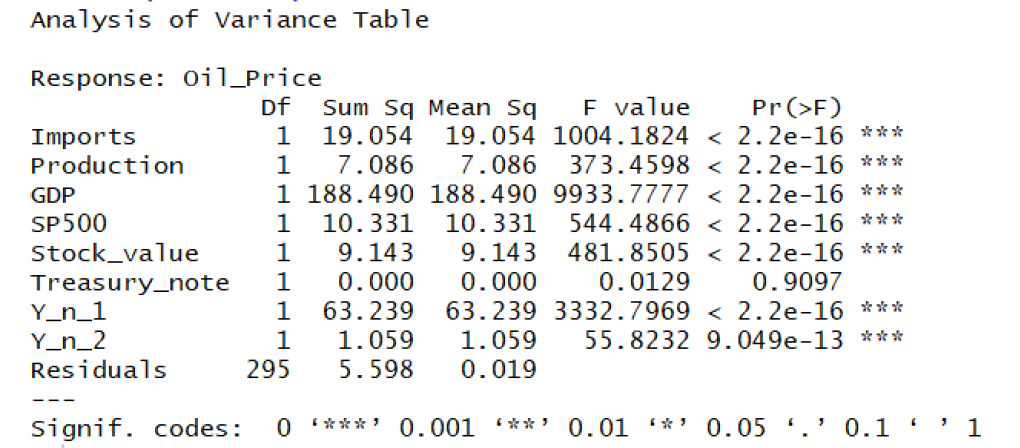 Analysis of Variance Table
Response: Oil_Price
Df Sum Sq Mean Sq F value Pr(>F)
Imports 1 19.054 19.054 1004.1824 < 2.2e-16 ***
Production 1 7.086 7.086 373.4598 < 2.2e-16 ***
GDP 1 188.490 188.490 9933.7777 < 2.2e-16 ***
SP500 1 10.331 10.331 544.4866 < 2.2e-16 ***
Stock_value 1 9.143 9.143 481.8505 < 2.2e-16 ***
Treasury_note 1 0.000 0.000 0.0129 0.9097
Y_n_1 1 63.239 63.239 3332.7969 < 2.2e-16 ***
Y_n_2 1 1.059 1.059 55.8232 9.049e-13 ***
Residuals 295 5.598 0.019
---
Signif. codes: 0 ‘***’ 0.001 ‘**’ 0.01 ‘*’ 0.05 ‘.’ 0.1 ‘ ’ 1